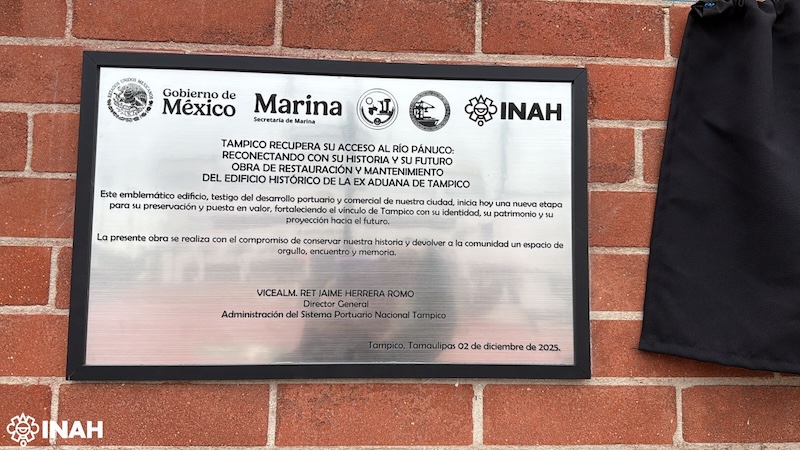 Gobierno de
México
Marina
Secretaría de Marina
INAH
TAMPICO RECUPERA SU ACCESO AL RÍO PÁNUCO:
RECONECTANDO CON SU HISTORIA Y SU FUTURO
OBRA DE RESTAURACIÓN Y MANTENIMIENTO
DEL EDIFICIO HISTÓRICO DE LA EX ADUANA DE TAMPICO
Este emblemático edificio, testigo del desarrollo portuario y comercial de nuestra ciudad, inicia hoy una nueva etapa
para su preservación y puesta en valor, fortaleciendo el vínculo de Tampico con su identidad, su patrimonio y su
proyección hacia el futuro.
La presente obra se realiza con el compromiso de conservar nuestra historia y devolver a la comunidad un espacio de
orgullo, encuentro y memoria.
VICEALM. RET JAIME HERRERA ROMO
Director General
Administración del Sistema Portuario Nacional Tampico
Tampico, Tamaulipas 02 de diciembre de 2025.
INAH